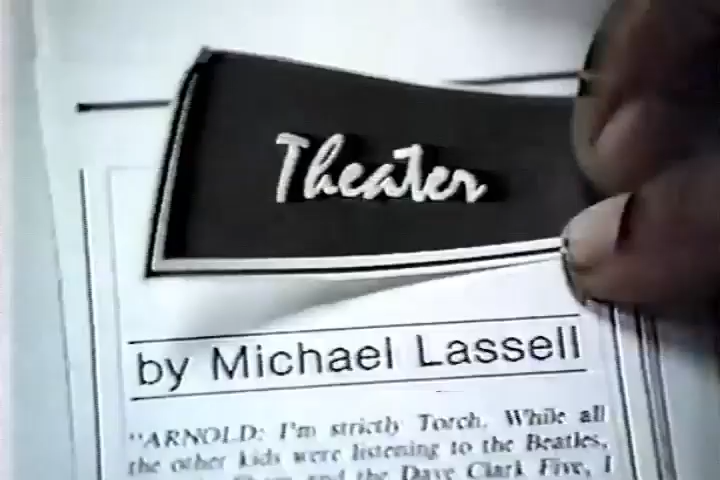 Theater
by Michael Lassell
"ARNOLD: I'm strictly Torch. While all
the other kids were listening to the Beatles,
and the Dave Clark Five, I